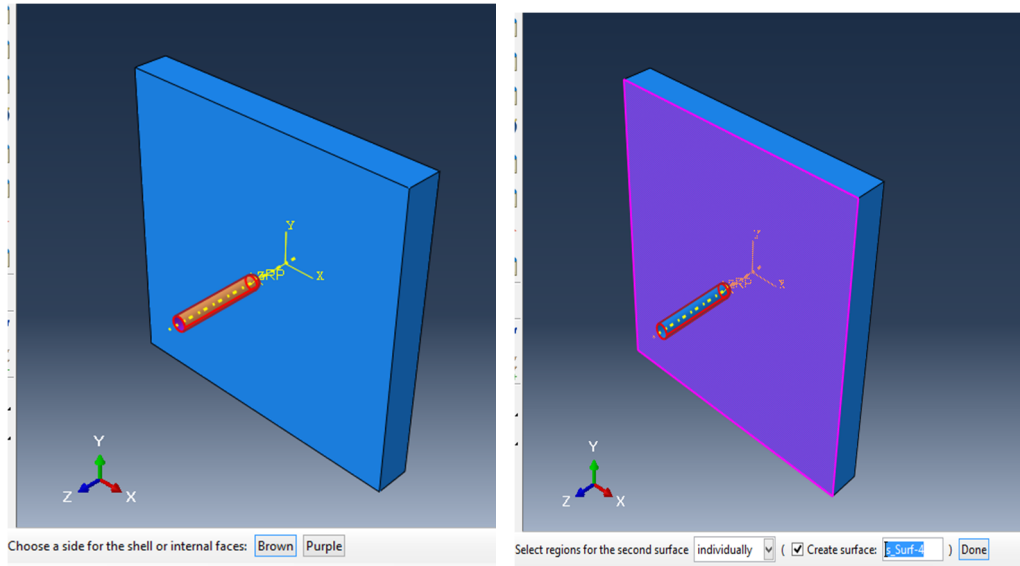 Y
X
RP
Y
Z
X
Choose a side for the shell or internal faces: Brown Purple
Y
X
RP
Y
Z
X
Select regions for the second surface individually ( Create surface: s_Surf-4 ) Done